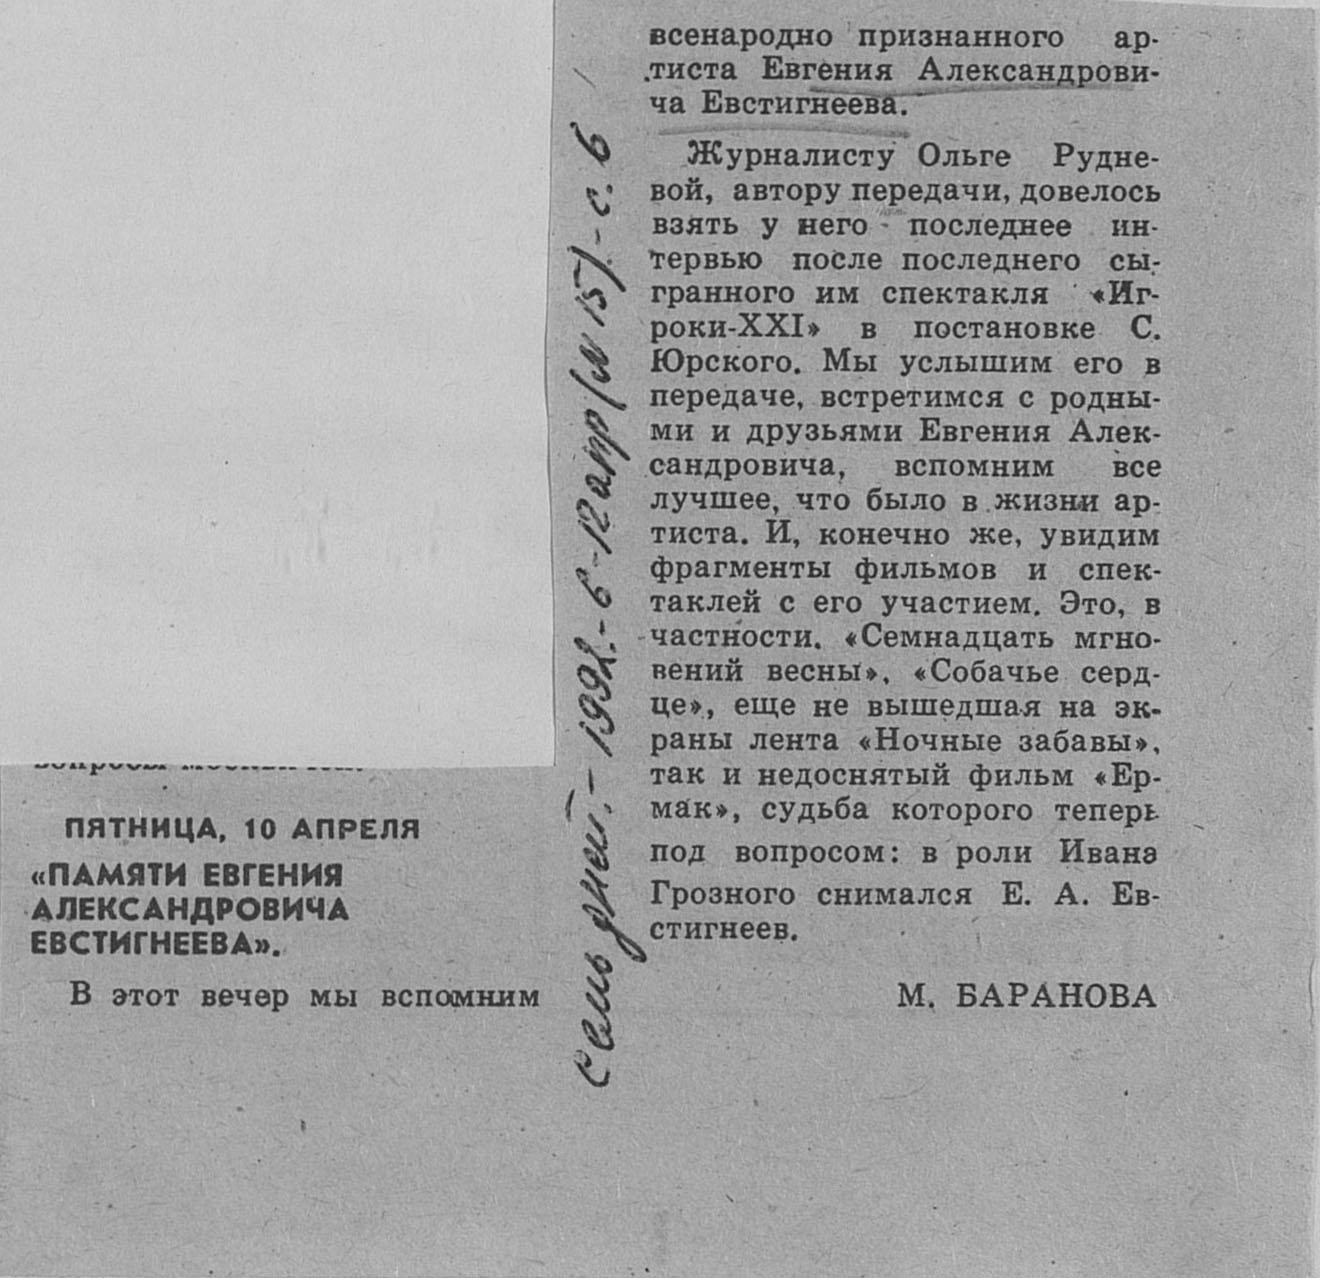 ПЯТНИЦА, 10 АПРЕЛЯ
«ПАМЯТИ ЕВГЕНИЯ
АЛЕКСАНДРОВИЧА
ЕВСТИГНЕЕВА».
В этот вечер мы вспомним
всенародно признанного ар-
тиста Евгения Александрови-
ча Евстигнеева.
Журналисту Ольге Рудне-
вой, автору передачи, довелось
взять у него последнее ин-
тервью после последнего сы-
гранного им спектакля «Иг-
роки-XXI» в постановке С.
Юрского. Мы услышим его в
передаче, встретимся с родны-
ми и друзьями Евгения Алек-
сандровича, вспомним все
лучшее, что было в жизни ар-
тиста. И, конечно же, увидим
фрагменты фильмов и спек-
таклей с его участием. Это, в
частности. «Семнадцать мгно-
вений весны», «Собачье серд-
це», еще не вышедшая на эк-
раны лента «Ночные забавы»,
так и недоснятый фильм «Ер-
мак», судьба которого теперь
под вопросом: в роли Ивана
Грозного снимался Е. А. Ев-
стигнеев.
М. БАРАНОВА
Семь дней. - 1992. - 6-12 апр (N 15). - с. 6